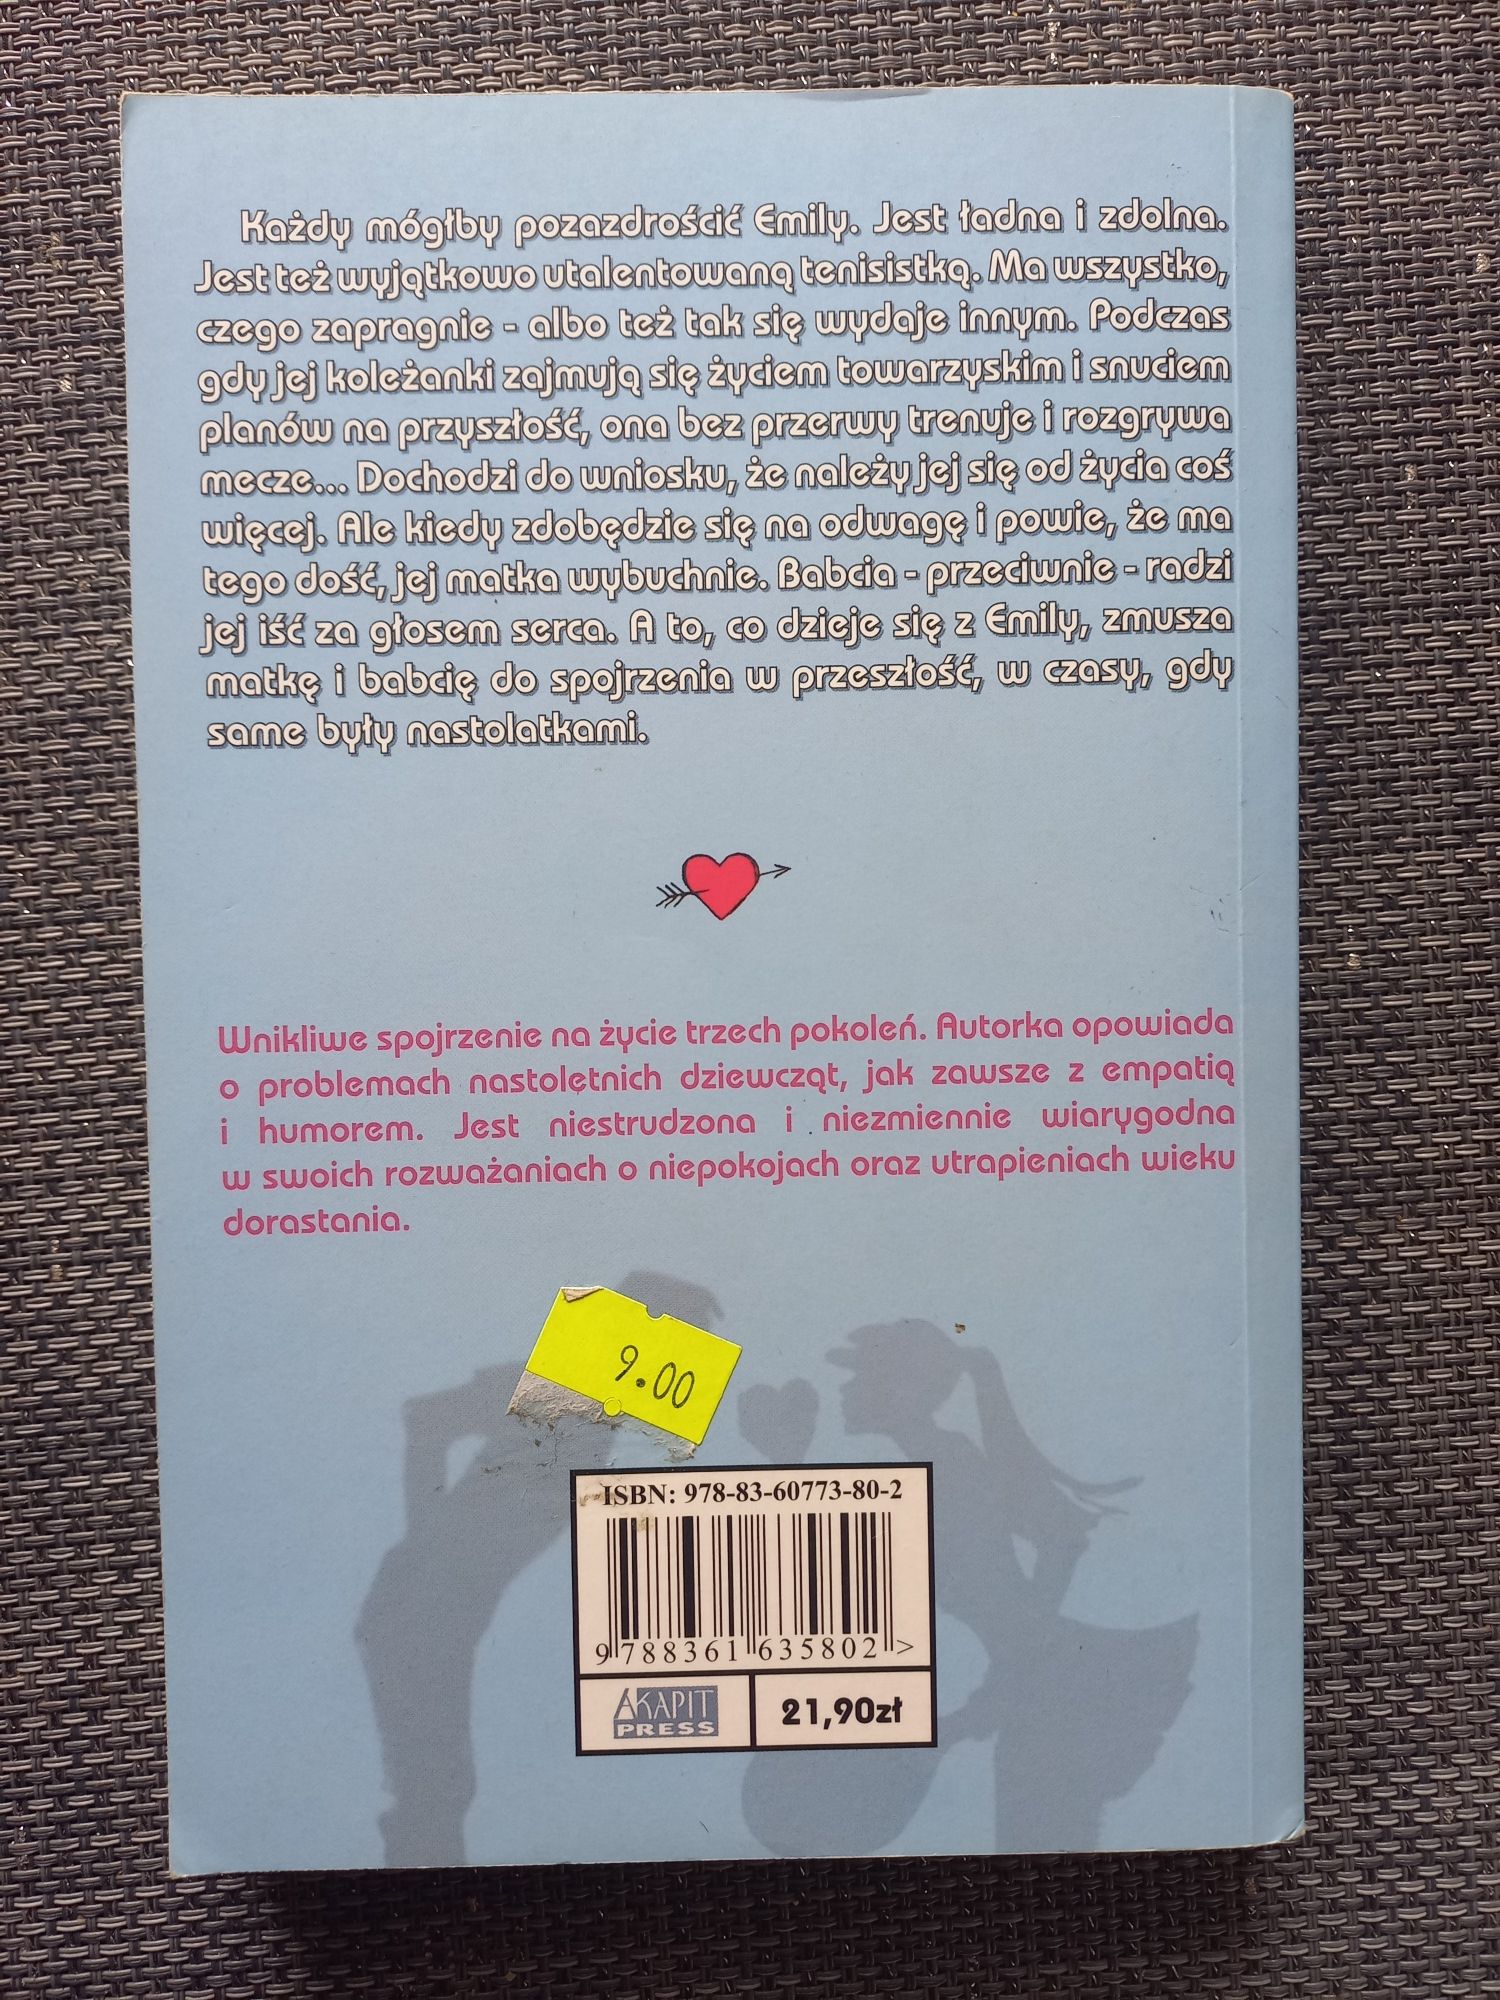 Każdy mógłby pozazdrościć Emily. Jest ładna i zdolna.
Jest też wyjątkowo utalentowaną tenisistką. Ma wszystko,
czego zapragnie - albo też tak się wydaje innym. Podczas
gdy jej koleżanki zajmują się życiem towarzyskim i snuciem
planów na przyszłość, ona bez przerwy trenuje i rozgrywa
mecze... Dochodzi do wniosku, że należy jej się od życia coś
więcej. Ale kiedy zdobędzie się na odwagę i powie, że ma
tego dość, jej matka wybuchnie. Babcia - przeciwnie - radzi
jej iść za głosem serca. A to, co dzieje się z Emily, zmusza
matkę i babcię do spojrzenia w przeszłość, w czasy, gdy
same były nastolatkami.
Wnikliwe spojrzenie na życie trzech pokoleń. Autorka opowiada
o problemach nastoletnich dziewcząt, jak zawsze z empatią
i humorem. Jest niestrudzona i niezmiennie wiarygodna
w swoich rozważaniach o niepokojach oraz utrapieniach wieku
dorastania.
9.00
ISBN: 978-83-60773-80-2
9 788361 635802 >
AKAPIT
PRESS
21,90zł